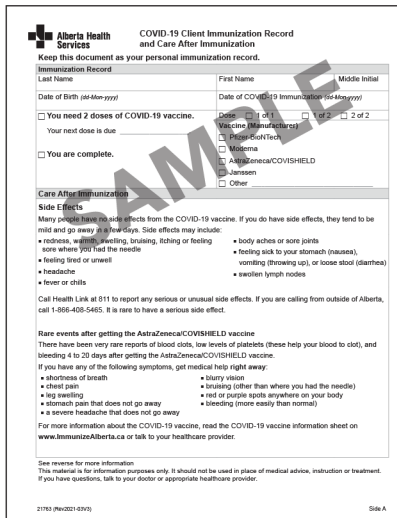 Alberta Health
Services
COVID-19 Client Immunization Record
and Care After Immunization
Keep this document as your personal immunization record.
Immunization Record
Last Name
First Name
Middle Initial
Date of Birth (dd-Mon-yyyy)
Date of COVID-19 Immunization (dd-Mon-yyyy)
You need 2 doses of COVID-19 vaccine.
Your next dose is due
You are complete.
Dose 1 of 1 1 of 2 2 of 2
Vaccine (Manufacturer)
Pfizer-BioNTech
Moderna
AstraZeneca/COVISHIELD
Janssen
Other
SAMPLE
Care After Immunization
Side Effects
Many people have no side effects from the COVID-19 vaccine. If you do have side effects, they tend to be
mild and go away in a few days. Side effects may include:
▪ redness, warmth, swelling, bruising, itching or feeling
sore where you had the needle
▪ feeling tired or unwell
▪ headache
▪ fever or chills
▪ body aches or sore joints
▪ feeling sick to your stomach (nausea),
vomiting (throwing up), or loose stool (diarrhea)
▪ swollen lymph nodes
Call Health Link at 811 to report any serious or unusual side effects. If you are calling from outside of Alberta,
call 1-866-408-5465. It is rare to have a serious side effect.
Rare events after getting the AstraZeneca/COVISHIELD vaccine
There have been very rare reports of blood clots, low levels of platelets (these help your blood to clot), and
bleeding 4 to 20 days after getting the AstraZeneca/COVISHIELD vaccine.
If you have any of the following symptoms, get medical help right away:
▪ shortness of breath
▪ chest pain
▪ leg swelling
▪ stomach pain that does not go away
▪ a severe headache that does not go away
▪ blurry vision
▪ bruising (other than where you had the needle)
▪ red or purple spots anywhere on your body
▪ bleeding (more easily than normal)
For more information about the COVID-19 vaccine, read the COVID-19 vaccine information sheet on
www.ImmunizeAlberta.ca or talk to your healthcare provider.
See reverse for more information
This material is for information purposes only. It should not be used in place of medical advice, instruction or treatment.
If you have questions, talk to your doctor or appropriate healthcare provider.
21763 (Rev2021-03V3)
Side A